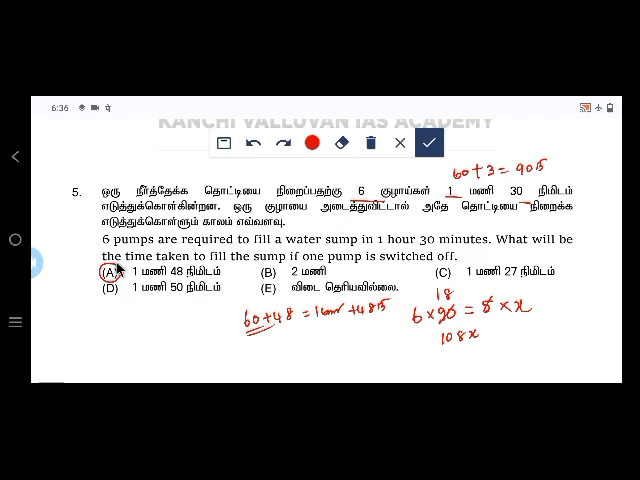 6:36
KANCHI VALLUVAN IAS ACADEMY
60+3 = 90
5. ஒரு நீர்த்தேக்க தொட்டியை நிறைப்பதற்கு 6 குழாய்கள் 1 மணி 30 நிமிடம்
எடுத்துக்கொள்கின்றன. ஒரு குழாயை அடைத்துவிட்டால் அதே தொட்டியை நிறைக்க
எடுத்துக்கொள்ளும் காலம் எவ்வளவு.
6 pumps are required to fill a water sump in 1 hour 30 minutes. What will be
the time taken to fill the sump if one pump is switched off.
(A) 1 மணி 48 நிமிடம் (B) 2 மணி (C) 1 மணி 27 நிமிடம்
(D) 1 மணி 50 நிமிடம் (E) விடை தெரியவில்லை.
18
60+48 = 1 +48 6×90 = 5 × x
108x